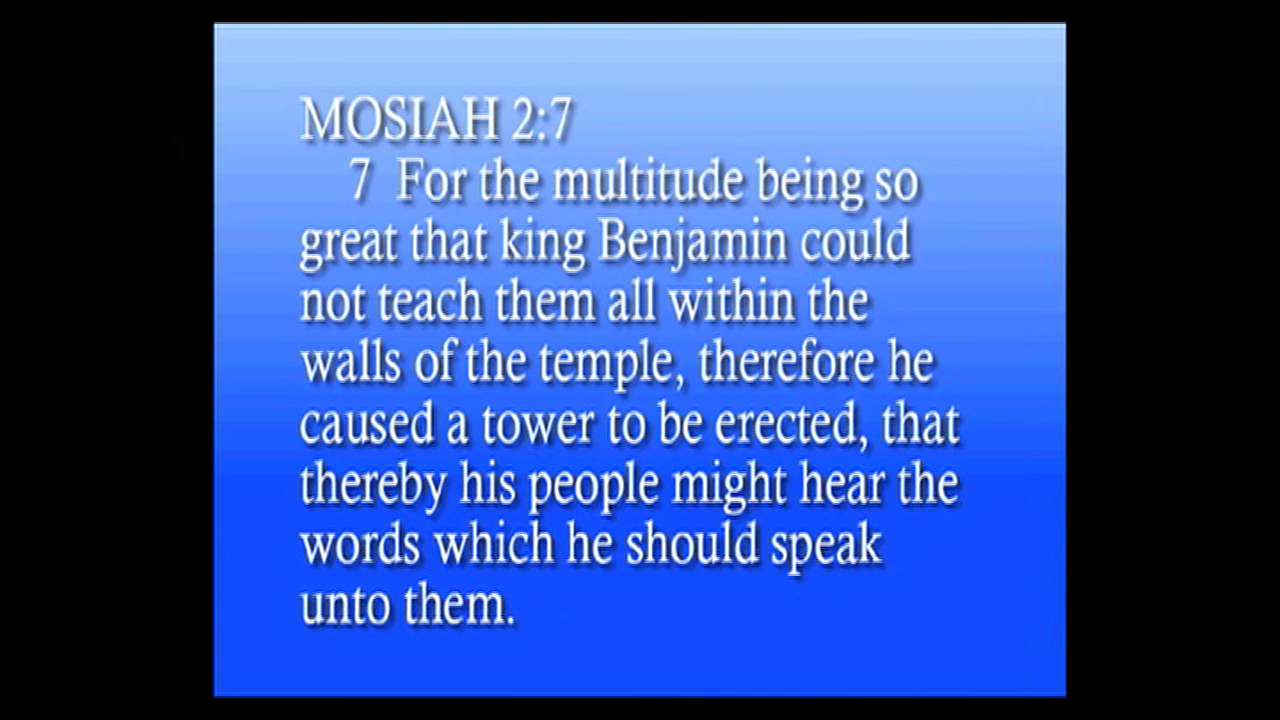 MOSIAH 2:7
7 For the multitude being so
great that king Benjamin could
not teach them all within the
walls of the temple, therefore he
caused a tower to be erected, that
thereby his people might hear the
words which he should speak
unto them.